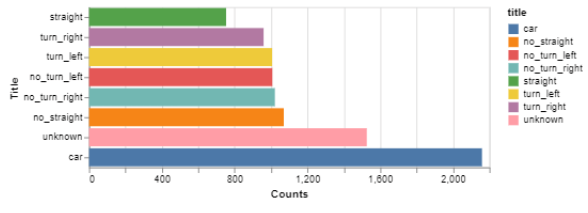 straight
turn_right
turn_left
no_turn_left
no_turn_right
no_straight
unknown
car
Title
0 400 800 1,200 1,600 2,000
Counts
title
car
no_straight
no_turn_left
no_turn_right
straight
turn_left
turn_right
unknown